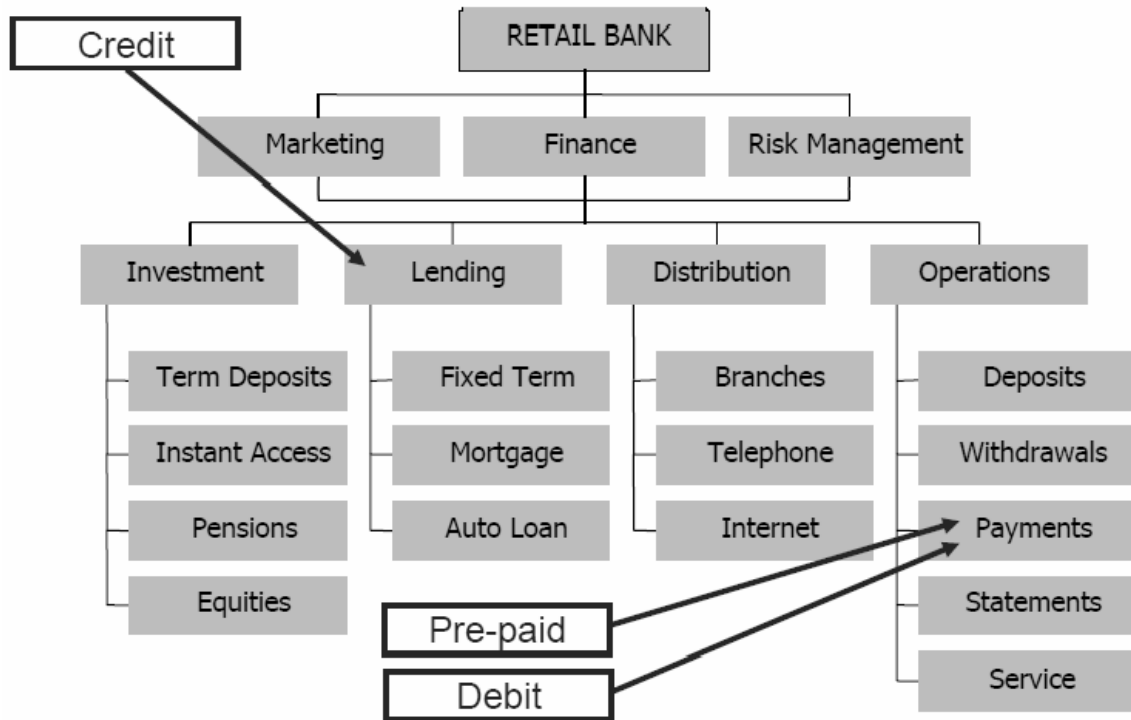 Credit
RETAIL BANK
Marketing
Finance
Risk Management
Investment
Lending
Distribution
Operations
Term Deposits
Fixed Term
Branches
Deposits
Instant Access
Mortgage
Telephone
Withdrawals
Pensions
Auto Loan
Internet
Payments
Equities
Pre-paid
Statements
Debit
Service